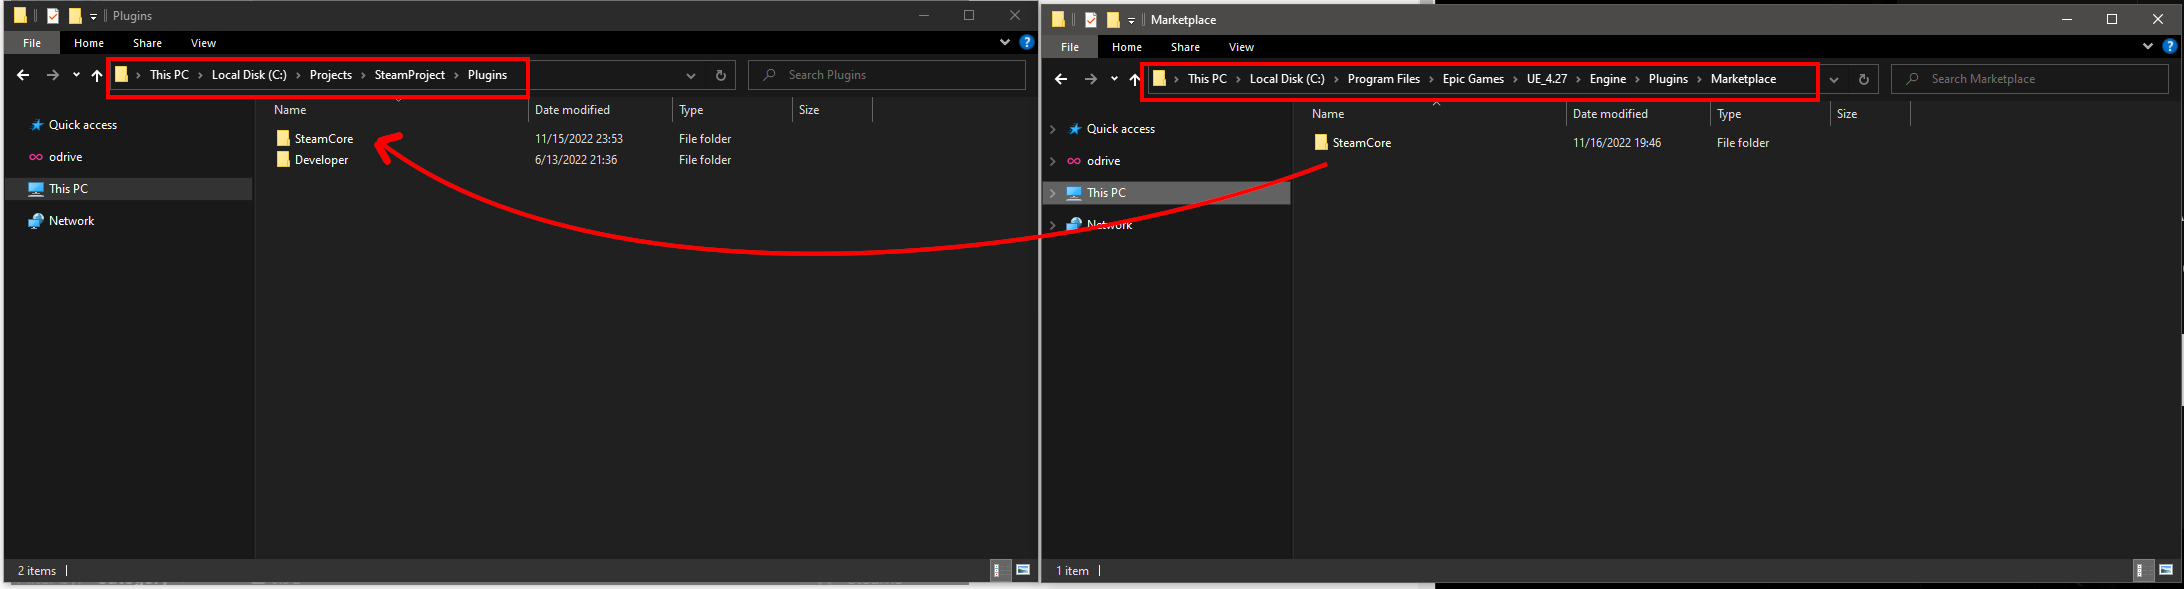 Plugins
File Home Share View
This PC > Local Disk (C:) > Projects > SteamProject > Plugins
Search Plugins
Name Date modified Type Size
Quick access
odrive
This PC
Network
SteamCore 11/15/2022 23:53 File folder
Developer 6/13/2022 21:36 File folder
2 items
Marketplace
File Home Share View
This PC > Local Disk (C:) > Program Files > Epic Games > UE_4.27 > Engine > Plugins > Marketplace
Search Marketplace
Name Date modified Type Size
Quick access
odrive
This PC
Network
SteamCore 11/16/2022 19:46 File folder
1 item